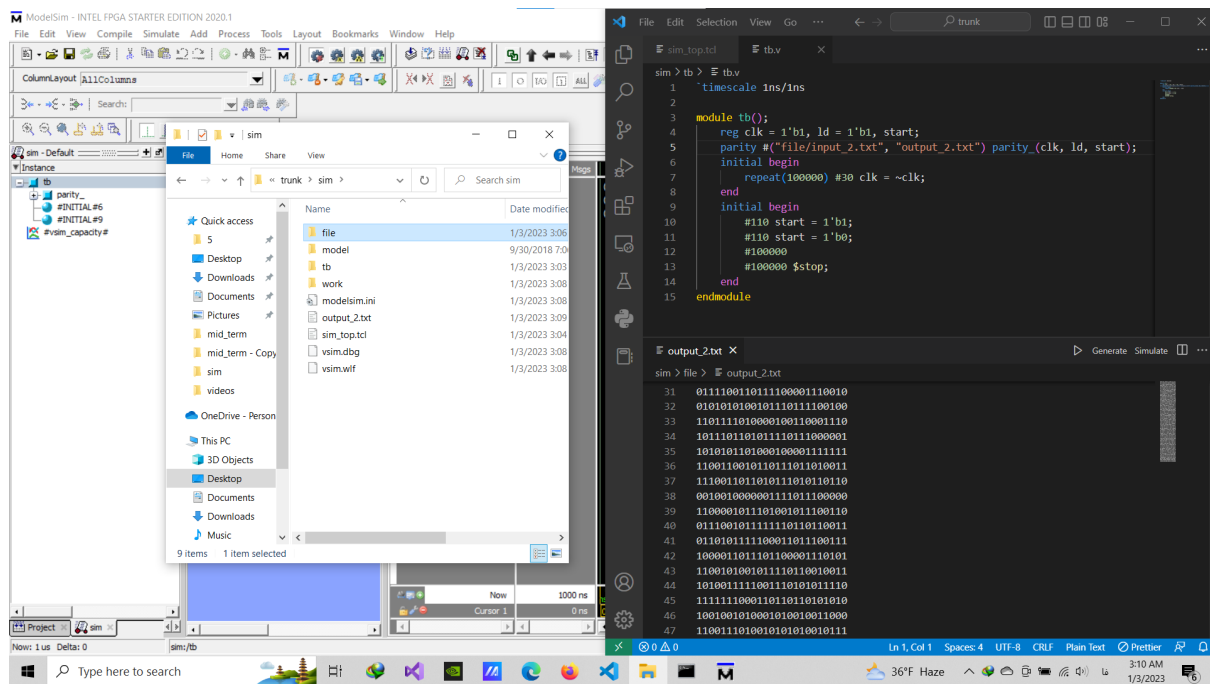 ModelSim - INTEL FPGA STARTER EDITION 2020.1
File Edit View Compile Simulate Add Process Tools Layout Bookmarks Window Help
ColumnLayout AllColumns
Search:
sim - Default
Instance
tb
parity_
#INITIAL#6
#INITIAL#9
#vsim_capacity#
Msgs
Now 1000 ns
Cursor 1 0 ns
Project sim
Now: 1 us Delta: 0 sim:/tb
sim
File Home Share View
« trunk > sim >
Search sim
Quick access
5
Desktop
Downloads
Documents
Pictures
mid_term
mid_term - Copy
sim
videos
OneDrive - Person
This PC
3D Objects
Desktop
Documents
Downloads
Music
Name Date modified
file 1/3/2023 3:06
model 9/30/2018 7:0
tb 1/3/2023 3:03
work 1/3/2023 3:08
modelsim.ini 1/3/2023 3:08
output_2.txt 1/3/2023 3:09
sim_top.tcl 1/3/2023 3:04
vsim.dbg 1/3/2023 3:08
vsim.wlf 1/3/2023 3:08
9 items 1 item selected
File Edit Selection View Go ··· trunk
sim_top.tcl tb.v
sim > tb > tb.v
1 `timescale 1ns/1ns
2
3 module tb();
4 reg clk = 1'b1, ld = 1'b1, start;
5 parity #("file/input_2.txt", "output_2.txt") parity_(clk, ld, start);
6 initial begin
7 repeat(100000) #30 clk = ~clk;
8 end
9 initial begin
10 #110 start = 1'b1;
11 #110 start = 1'b0;
12 #100000
13 #100000 $stop;
14 end
15 endmodule
output_2.txt Generate Simulate
sim > file > output_2.txt
31 0111100110111100001110010
32 0101010100101110111100100
33 1101111010000100110001110
34 1011101101011110111000001
35 1010101101000100001111111
36 1100110010110111011010011
37 1110011011010111010110110
38 0010010000001111011100000
39 1100001011101001011100110
40 0111001011111110110110011
41 0110101111100011011100111
42 1000011011101100001110101
43 1100101001011110110010011
44 1010011111001110101011110
45 1111111000110110110101010
46 1001001010001010010011000
47 1100111010010101010010111
0 0
Ln 1, Col 1 Spaces: 4 UTF-8 CRLF Plain Text Prettier
Type here to search
36°F Haze
3:10 AM
1/3/2023
6